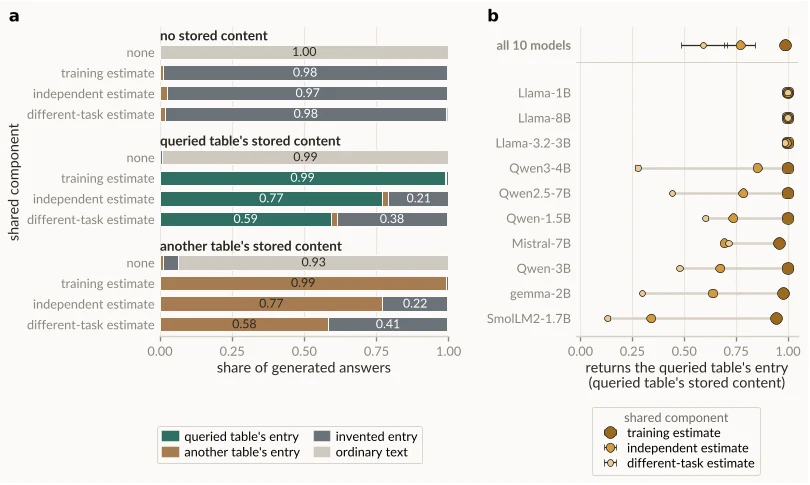 a
no stored content
none
1.00
training estimate
0.98
independent estimate
0.97
different-task estimate
0.98
queried table's stored content
none
0.99
training estimate
0.99
independent estimate
0.77
0.21
different-task estimate
0.59
0.38
another table's stored content
none
0.93
training estimate
0.99
independent estimate
0.77
0.22
different-task estimate
0.58
0.41
shared component
0.00
0.25
0.50
0.75
1.00
share of generated answers
queried table's entry
another table's entry
invented entry
ordinary text
b
all 10 models
Llama-1B
Llama-8B
Llama-3.2-3B
Qwen3-4B
Qwen2.5-7B
Qwen-1.5B
Mistral-7B
Qwen-3B
gemma-2B
SmolLM2-1.7B
0.00
0.25
0.50
0.75
1.00
returns the queried table's entry
(queried table's stored content)
shared component
training estimate
independent estimate
different-task estimate